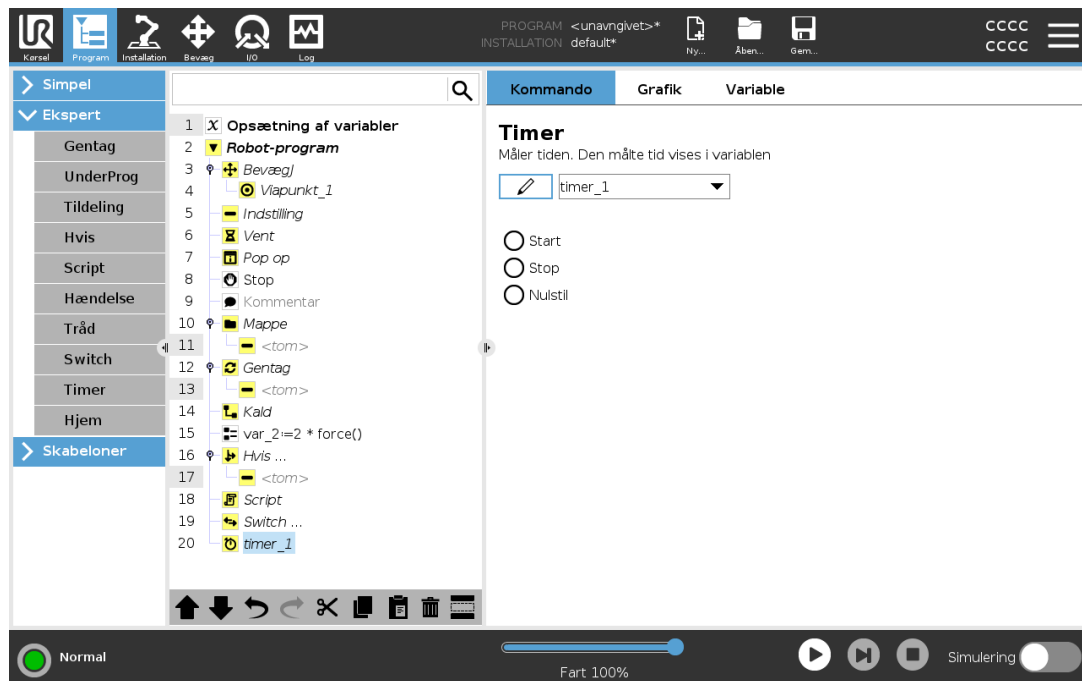 UR
Kørsel
Program
Installation
Bevæg
I/O
Log
PROGRAM <unavngivet>*
INSTALLATION default*
Ny...
Åben...
Gem...
CCCC
CCCC
Simpel
Ekspert
Gentag
UnderProg
Tildeling
Hvis
Script
Hændelse
Tråd
Switch
Timer
Hjem
Skabeloner
1 X Opsætning af variabler
2 Robot-program
3 BevægJ
4 Viapunkt_1
5 Indstilling
6 Vent
7 Pop op
8 Stop
9 Kommentar
10 Mappe
11 <tom>
12 Gentag
13 <tom>
14 Kald
15 var_2:=2 * force()
16 Hvis ...
17 <tom>
18 Script
19 Switch ...
20 timer_1
Kommando
Grafik
Variable
Timer
Måler tiden. Den målte tid vises i variablen
timer_1
Start
Stop
Nulstil
Normal
Fart 100%
Simulering